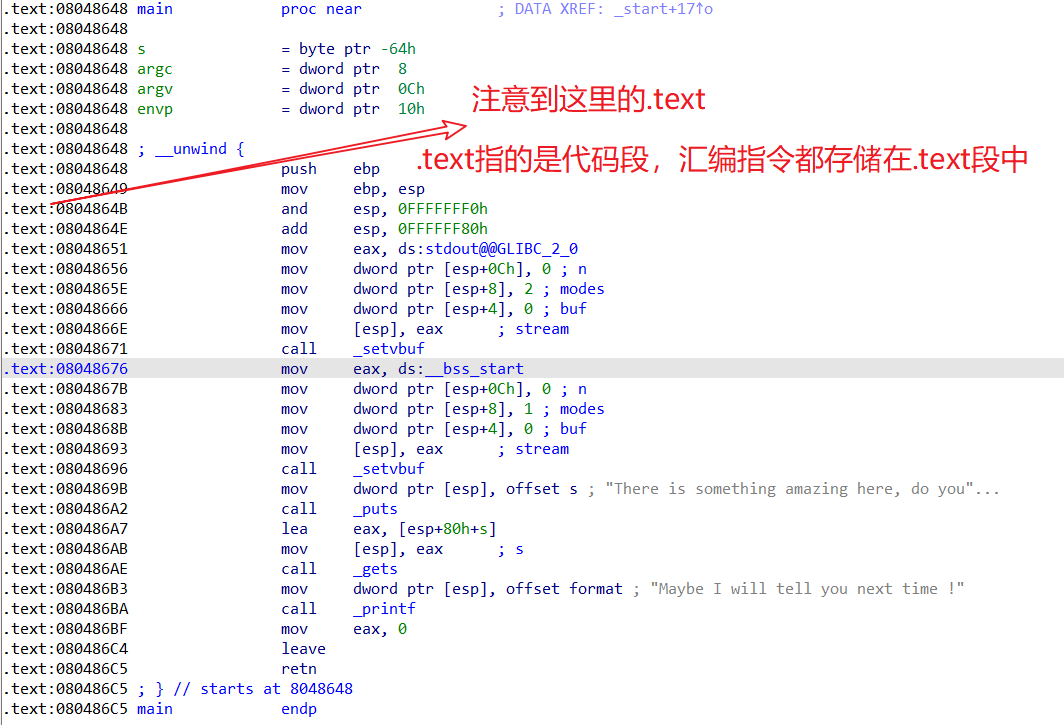 .text:08048648 main proc near ; DATA XREF: _start+17↑o
.text:08048648
.text:08048648 s = byte ptr -64h
.text:08048648 argc = dword ptr 8
.text:08048648 argv = dword ptr 0Ch
注意到这里的.text
.text:08048648 envp = dword ptr 10h
.text:08048648
.text:08048648 ; __unwind {
.text指的是代码段，汇编指令都存储在.text段中
.text:08048648 push ebp
.text:08048649 mov ebp, esp
.text:0804864B and esp, 0FFFFFFF0h
.text:0804864E add esp, 0FFFFFF80h
.text:08048651 mov eax, ds:stdout@@GLIBC_2_0
.text:08048656 mov dword ptr [esp+0Ch], 0 ; n
.text:0804865E mov dword ptr [esp+8], 2 ; modes
.text:08048666 mov dword ptr [esp+4], 0 ; buf
.text:0804866E mov [esp], eax ; stream
.text:08048671 call _setvbuf
.text:08048676 mov eax, ds:__bss_start
.text:0804867B mov dword ptr [esp+0Ch], 0 ; n
.text:08048683 mov dword ptr [esp+8], 1 ; modes
.text:0804868B mov dword ptr [esp+4], 0 ; buf
.text:08048693 mov [esp], eax ; stream
.text:08048696 call _setvbuf
.text:0804869B mov dword ptr [esp], offset s ; "There is something amazing here, do you"...
.text:080486A2 call _puts
.text:080486A7 lea eax, [esp+80h+s]
.text:080486AB mov [esp], eax ; s
.text:080486AE call _gets
.text:080486B3 mov dword ptr [esp], offset format ; "Maybe I will tell you next time !"
.text:080486BA call _printf
.text:080486BF mov eax, 0
.text:080486C4 leave
.text:080486C5 retn
.text:080486C5 ; } // starts at 8048648
.text:080486C5 main endp